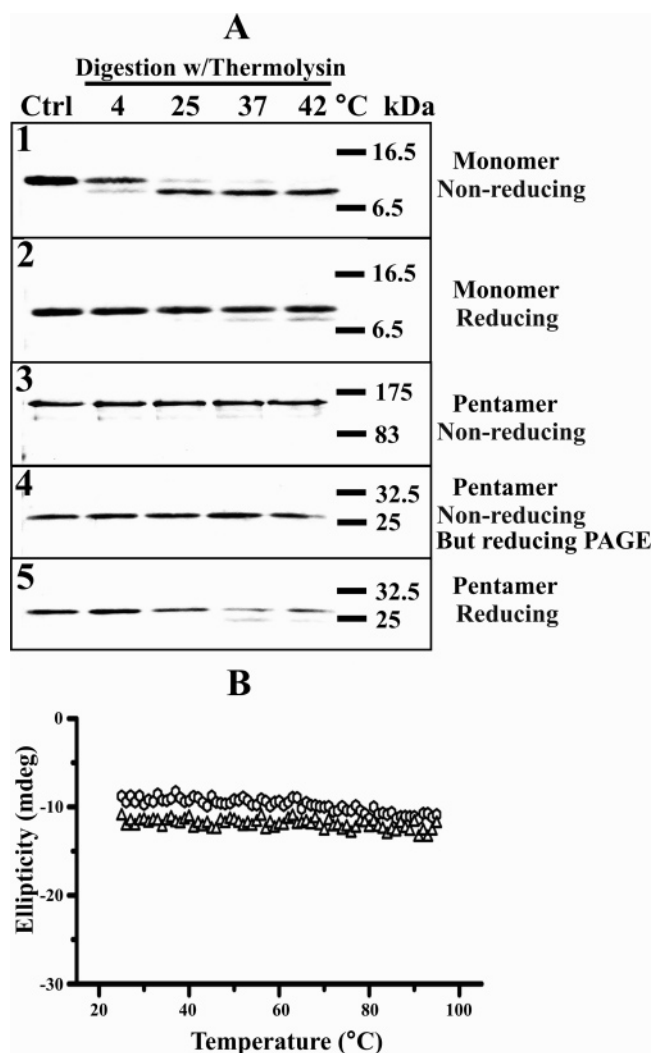 A
Digestion w/Thermolysin
Ctrl 4 25 37 42 °C kDa
1
16.5
6.5
Monomer
Non-reducing
2
16.5
6.5
Monomer
Reducing
3
175
83
Pentamer
Non-reducing
4
32.5
25
Pentamer
Non-reducing
But reducing PAGE
5
32.5
25
Pentamer
Reducing
B
0
-10
-20
-30
Ellipticity (mdeg)
20 40 60 80 100
Temperature (°C)